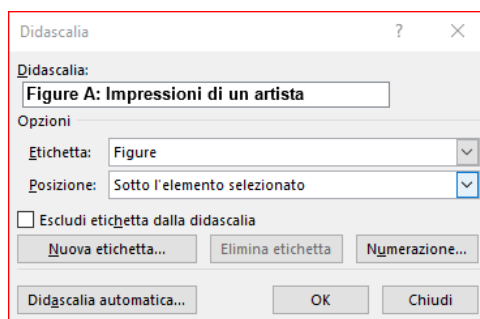 Didascalia ?
Didascalia:
Figure A: Impressioni di un artista
Opzioni
Etichetta: Figure
Posizione: Sotto l'elemento selezionato
Escludi etichetta dalla didascalia
Nuova etichetta... Elimina etichetta Numerazione...
Didascalia automatica... OK Chiudi